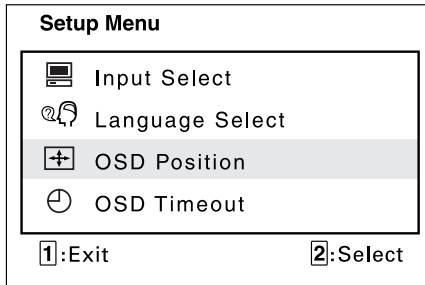 Setup Menu
Input Select
Language Select
OSD Position
OSD Timeout
1:Exit 2:Select